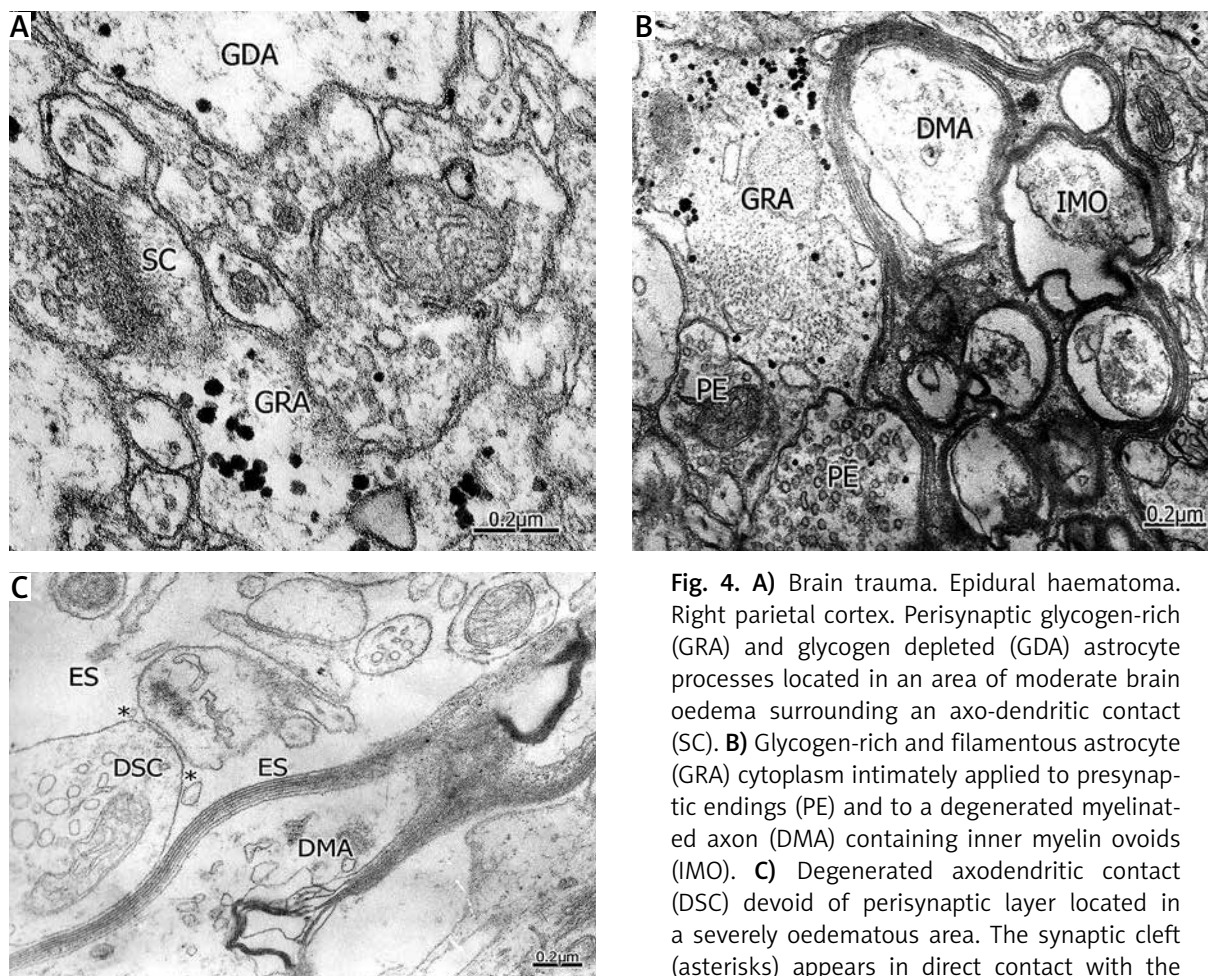 A
GDA
SC
GRA
0.2µm
B
DMA
GRA
IMO
PE
PE
0.2µm
C
ES
*
DSC
*
ES
DMA
0.2µm
Fig. 4. A) Brain trauma. Epidural haematoma.
Right parietal cortex. Perisynaptic glycogen-rich
(GRA) and glycogen depleted (GDA) astrocyte
processes located in an area of moderate brain
oedema surrounding an axo-dendritic contact
(SC). B) Glycogen-rich and filamentous astrocyte
(GRA) cytoplasm intimately applied to presynap-
tic endings (PE) and to a degenerated myelinat-
ed axon (DMA) containing inner myelin ovoids
(IMO). C) Degenerated axodendritic contact
(DSC) devoid of perisynaptic layer located in
a severely oedematous area. The synaptic cleft
(asterisks) appears in direct contact with the